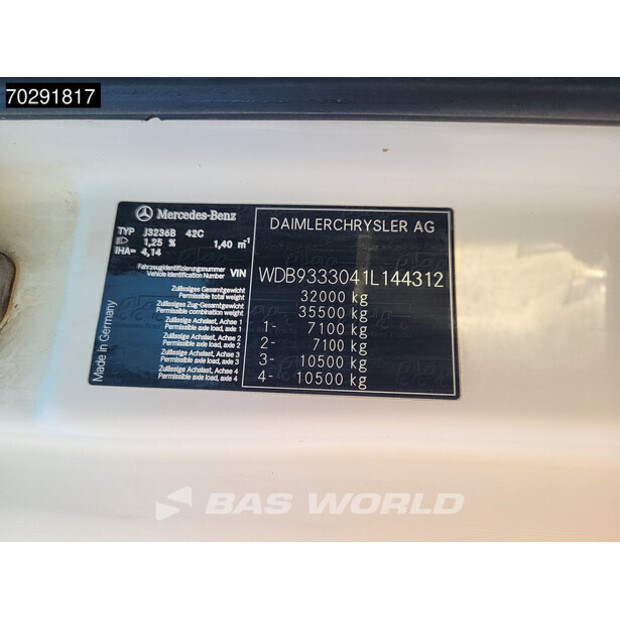 70291817
Mercedes-Benz
TYP J3236B 42C
1,25 % 1,40 m-1
IHA= 4,14
DAIMLERCHRYSLER AG
Fahrzeugidentifizierungsnummer
Vehicle Identification Number VIN WDB9333041L144312
Zulässiges Gesamtgewicht
Permissible total weight 32000 kg
Zulässiges Zug-Gesamtgewicht
Permissible combination weight 35500 kg
Zulässige Achslast, Achse 1
Permissible axle load, axle 1 1- 7100 kg
Zulässige Achslast, Achse 2
Permissible axle load, axle 2 2- 7100 kg
Zulässige Achslast, Achse 3
Permissible axle load, axle 3 3- 10500 kg
Zulässige Achslast, Achse 4
Permissible axle load, axle 4 4- 10500 kg
Made in Germany
BAS WORLD